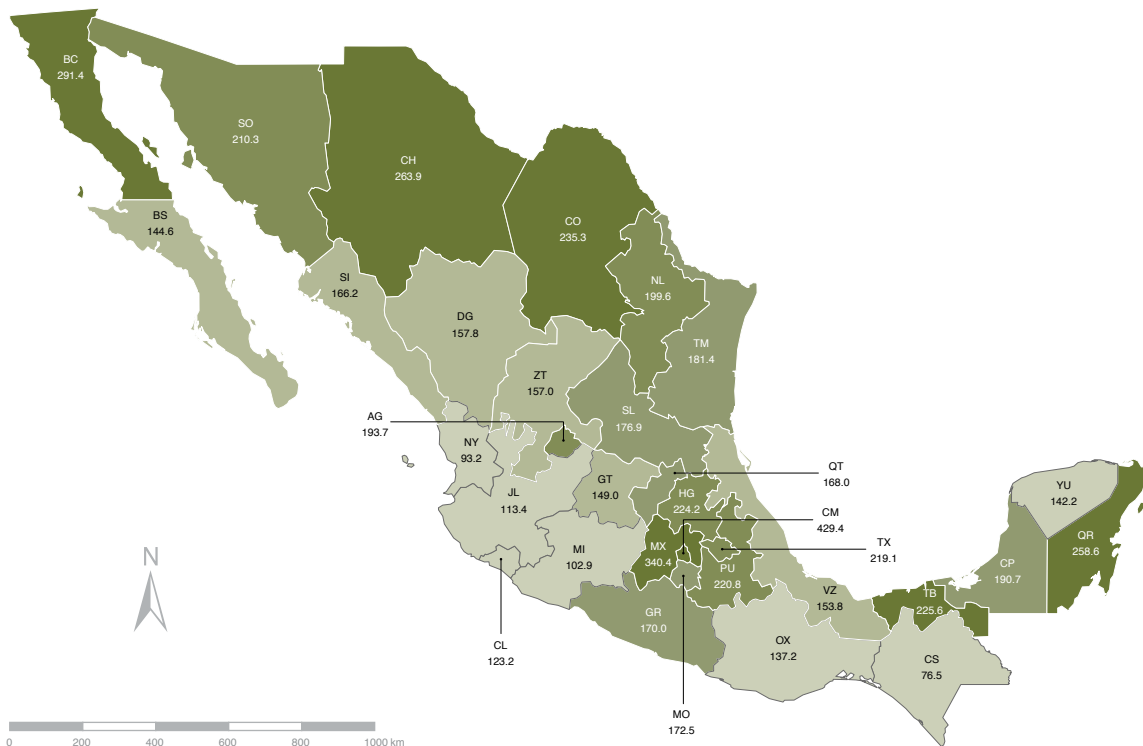 BC
291.4
SO
210.3
CH
263.9
BS
144.6
CO
235.3
SI
166.2
NL
199.6
DG
157.8
TM
181.4
ZT
157.0
AG
193.7
SL
176.9
NY
93.2
QT
168.0
GT
149.0
JL
113.4
HG
224.2
YU
142.2
CM
429.4
QR
258.6
TX
219.1
MI
102.9
MX
340.4
PU
220.8
CP
190.7
VZ
153.8
TB
225.6
GR
170.0
OX
137.2
CS
76.5
CL
123.2
MO
172.5
N
0 200 400 600 800 1000 km